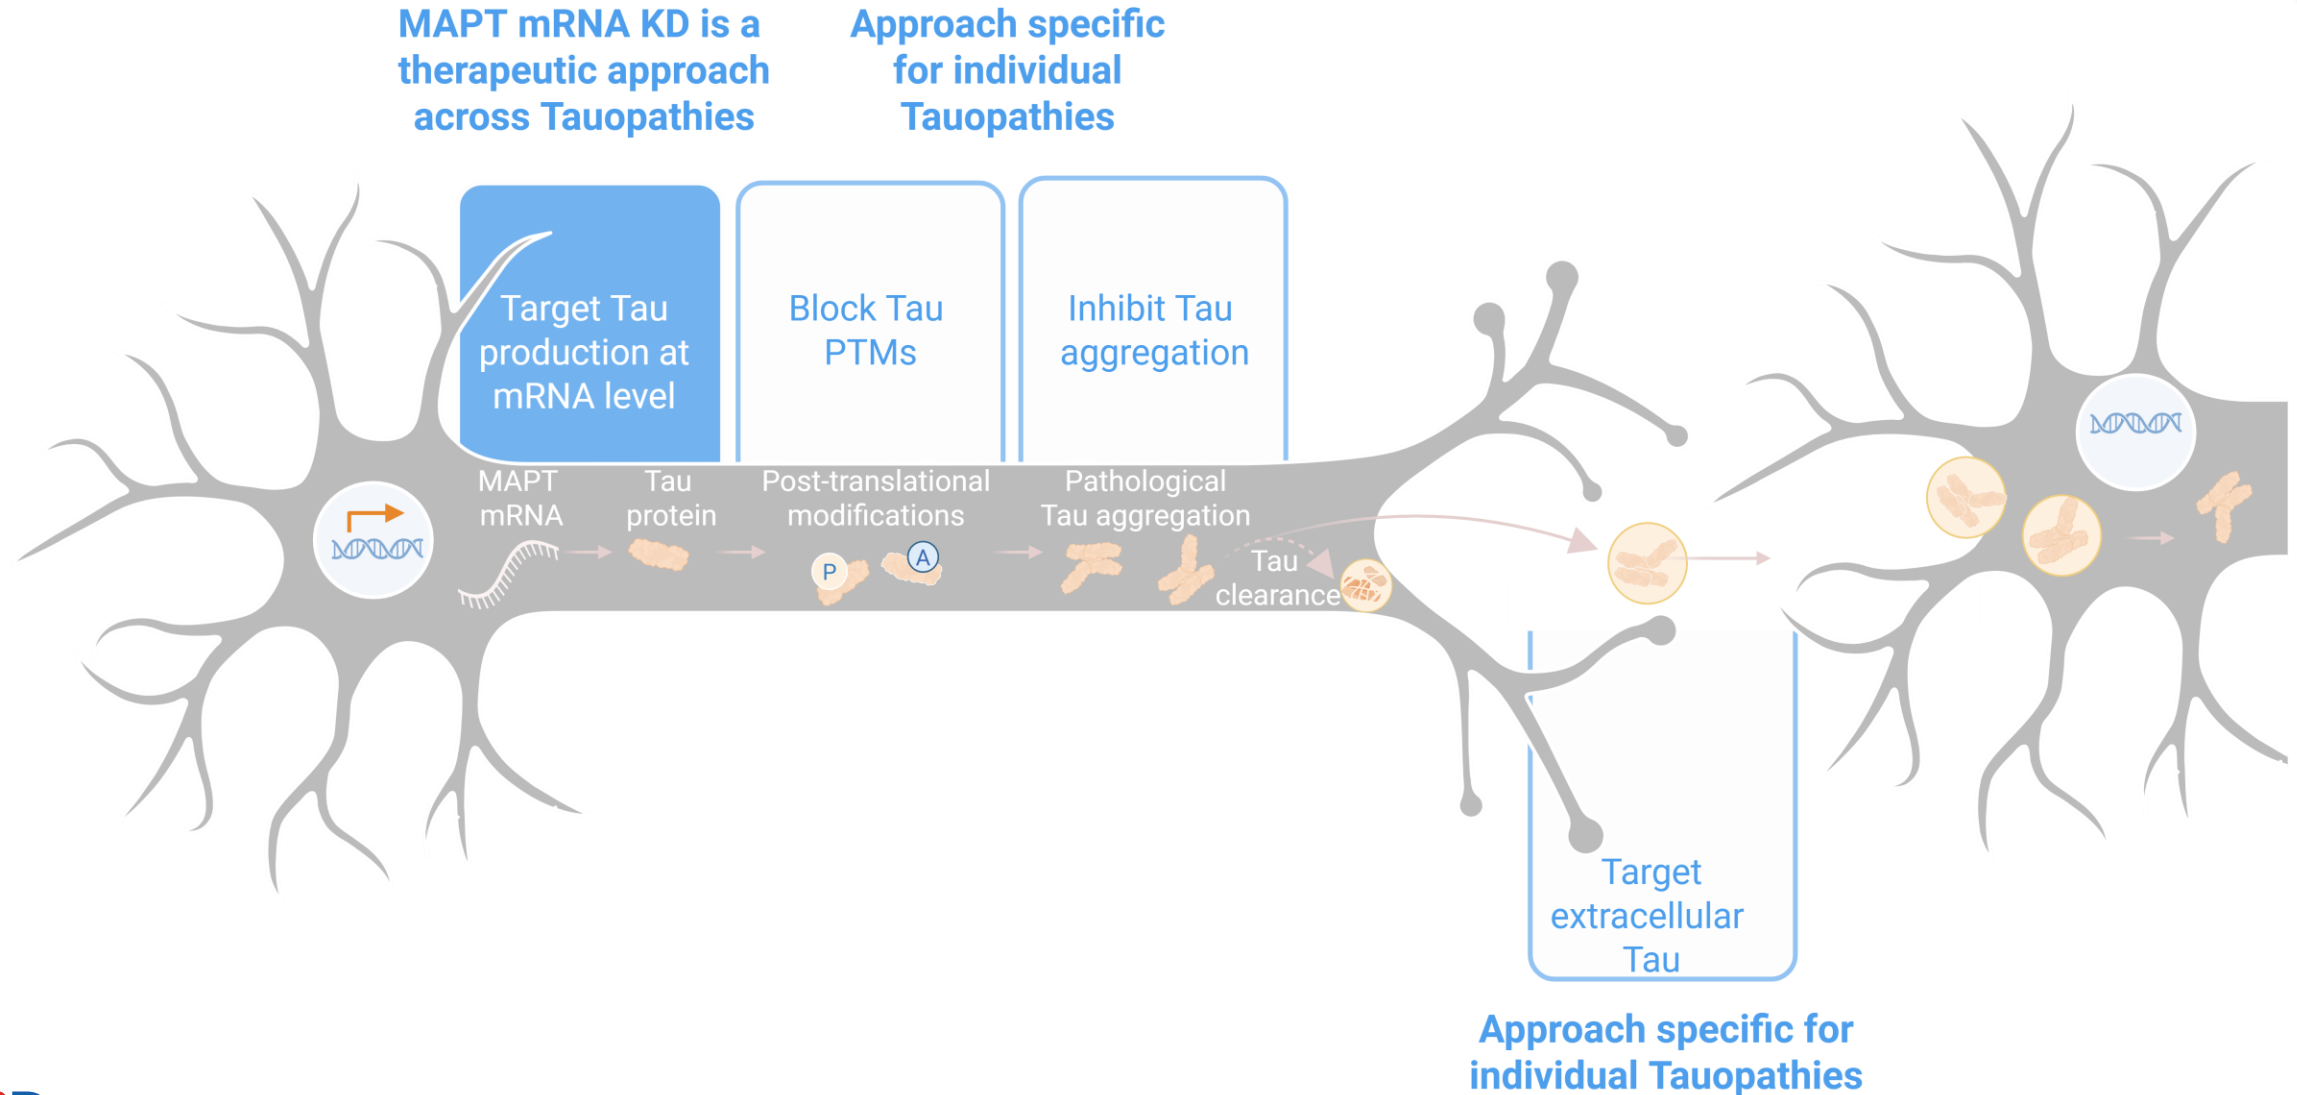 MAPT mRNA KD is a
therapeutic approach
across Tauopathies
Approach specific
for individual
Tauopathies
Target Tau
production at
mRNA level
Block Tau
PTMs
Inhibit Tau
aggregation
MAPT
mRNA
Tau
protein
Post-translational
modifications
P
A
Pathological
Tau aggregation
Tau
clearance
Target
extracellular
Tau
Approach specific for
individual Tauopathies